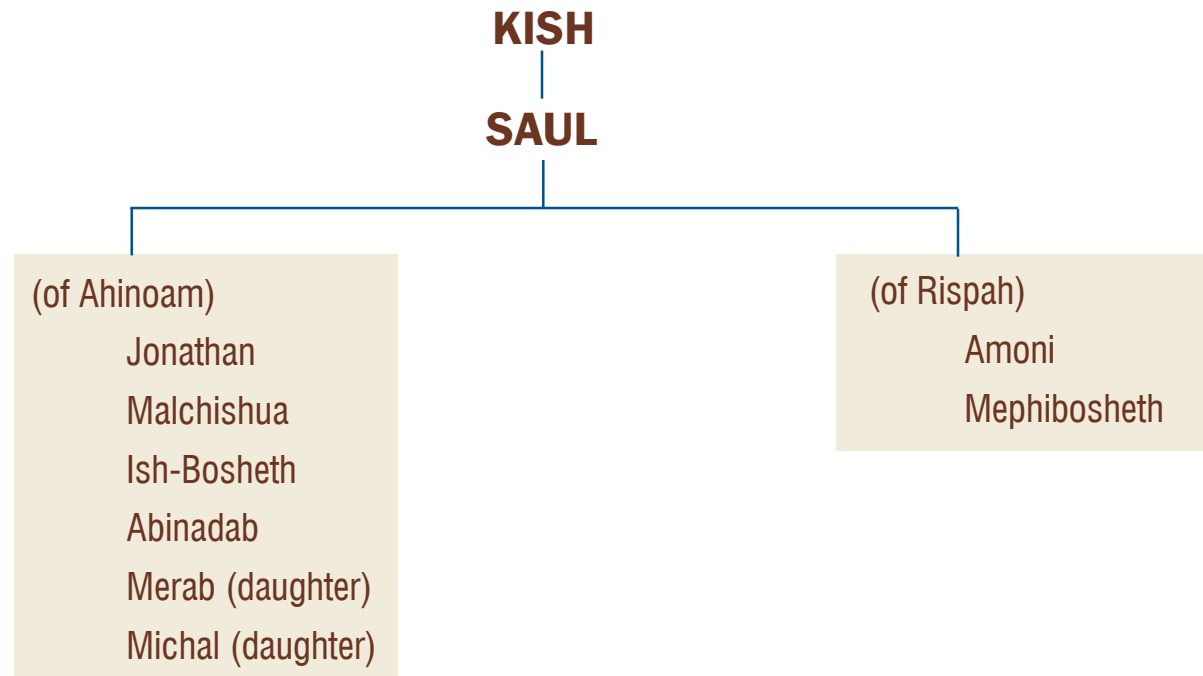 KISH
SAUL
(of Ahinoam)
Jonathan
Malchishua
Ish-Bosheth
Abinadab
Merab (daughter)
Michal (daughter)
(of Rispah)
Amoni
Mephibosheth